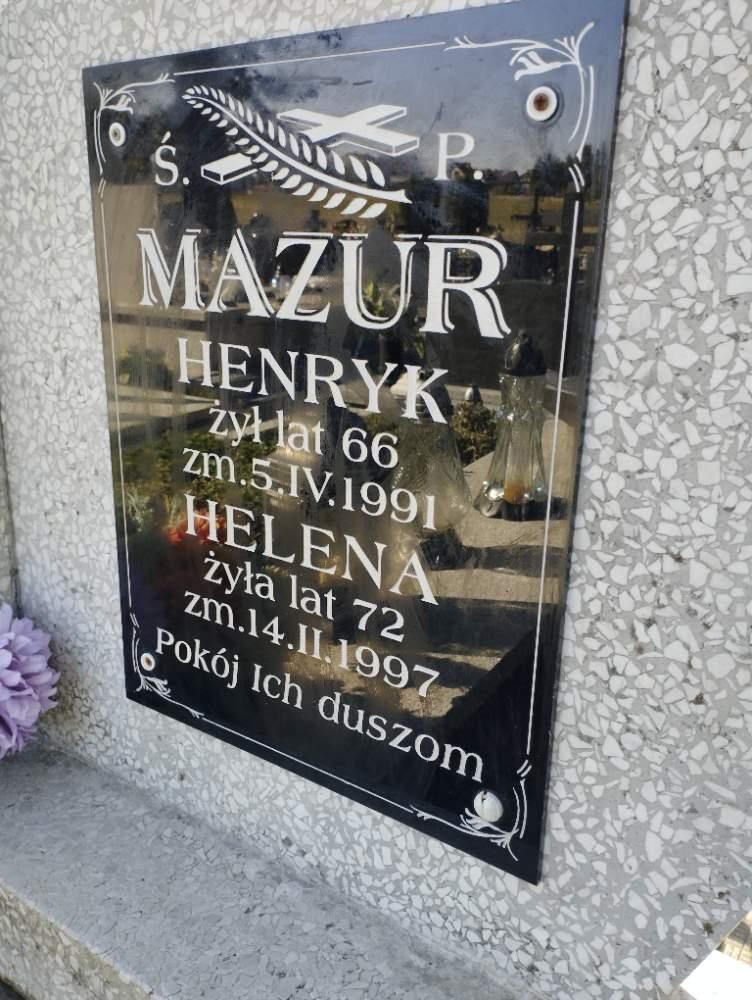 Ś. P.
MAZUR
HENRYK
żył lat 66
zm.5.IV.1991
HELENA
żyła lat 72
zm.14.II.1997
Pokój Ich duszom